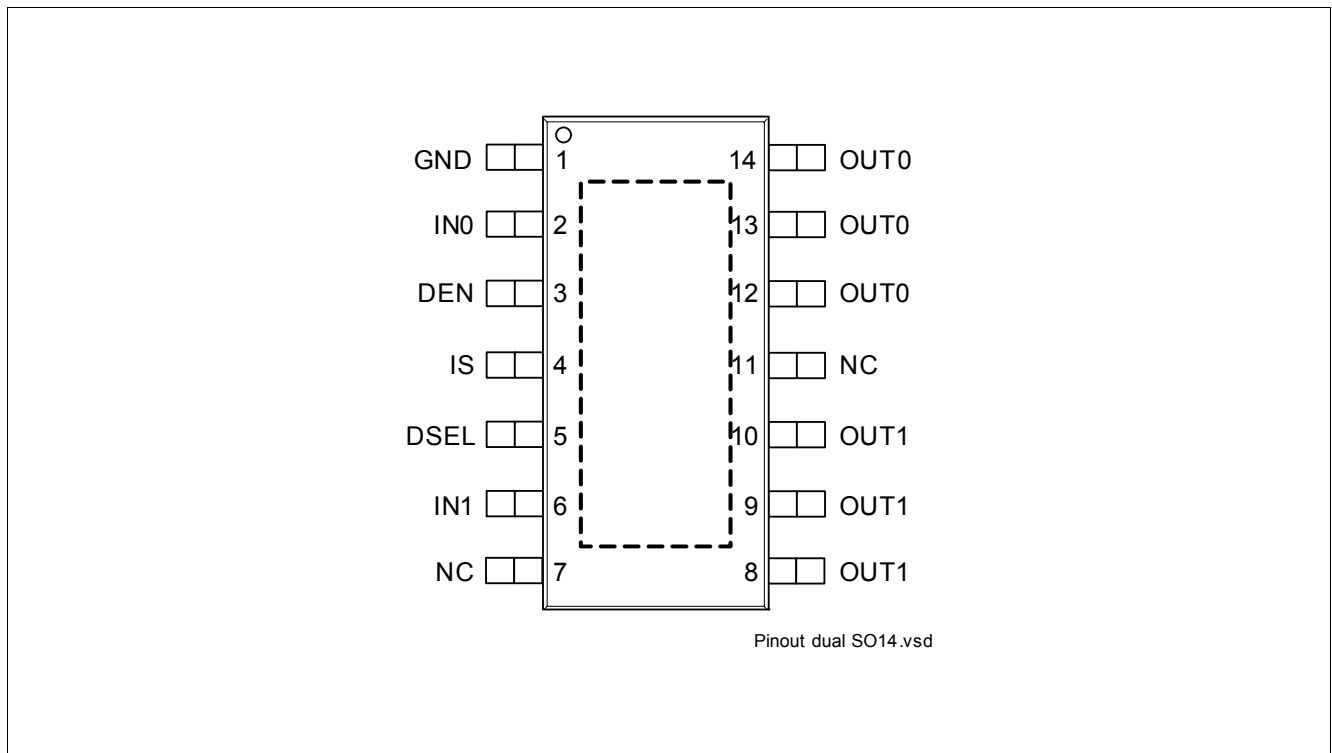 GND 1 14 OUT0
IN0 2 13 OUT0
DEN 3 12 OUT0
IS 4 11 NC
DSEL 5 10 OUT1
IN1 6 9 OUT1
NC 7 8 OUT1
Pinout dual SO14.vsd